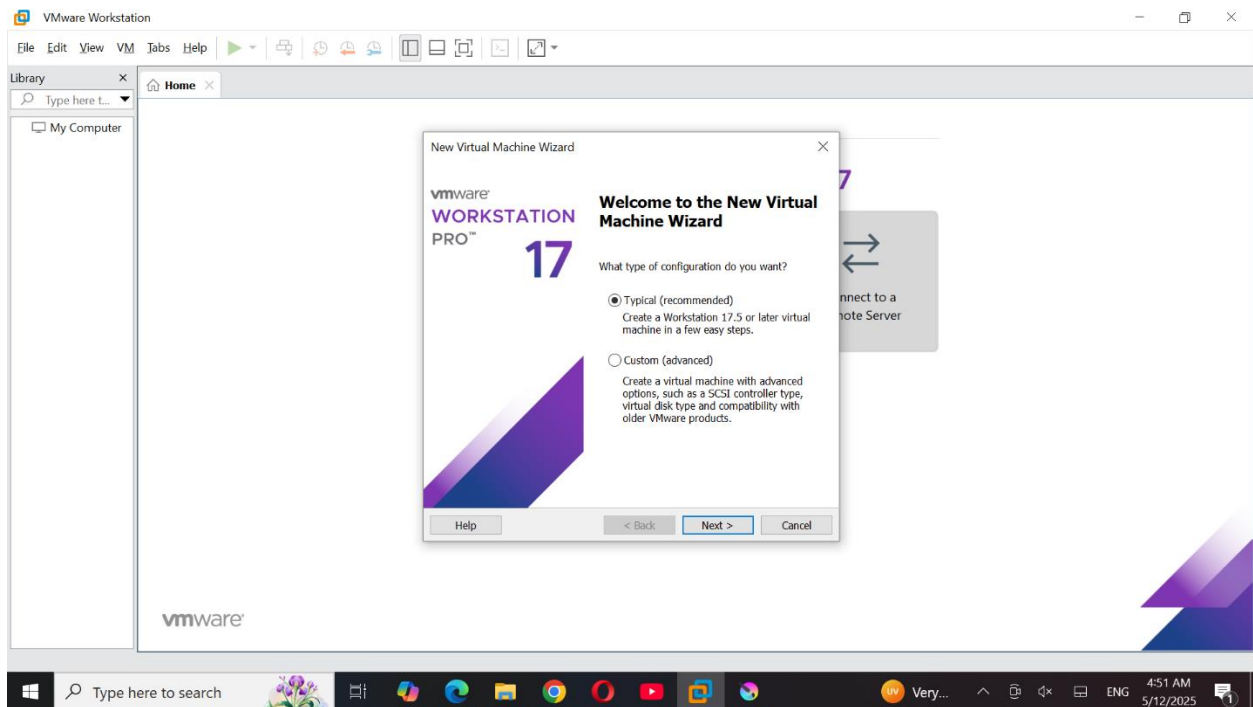 VMware Workstation
File Edit View VM Tabs Help
Library
Home
Type here t...
My Computer
New Virtual Machine Wizard
vmware
WORKSTATION
PRO™
17
Welcome to the New Virtual
Machine Wizard
What type of configuration do you want?
Typical (recommended)
Create a Workstation 17.5 or later virtual
machine in a few easy steps.
Custom (advanced)
Create a virtual machine with advanced
options, such as a SCSI controller type,
virtual disk type and compatibility with
older VMware products.
Help < Back Next > Cancel
7
nnect to a
note Server
vmware
Type here to search
UV Very... ENG
4:51 AM
5/12/2025
1